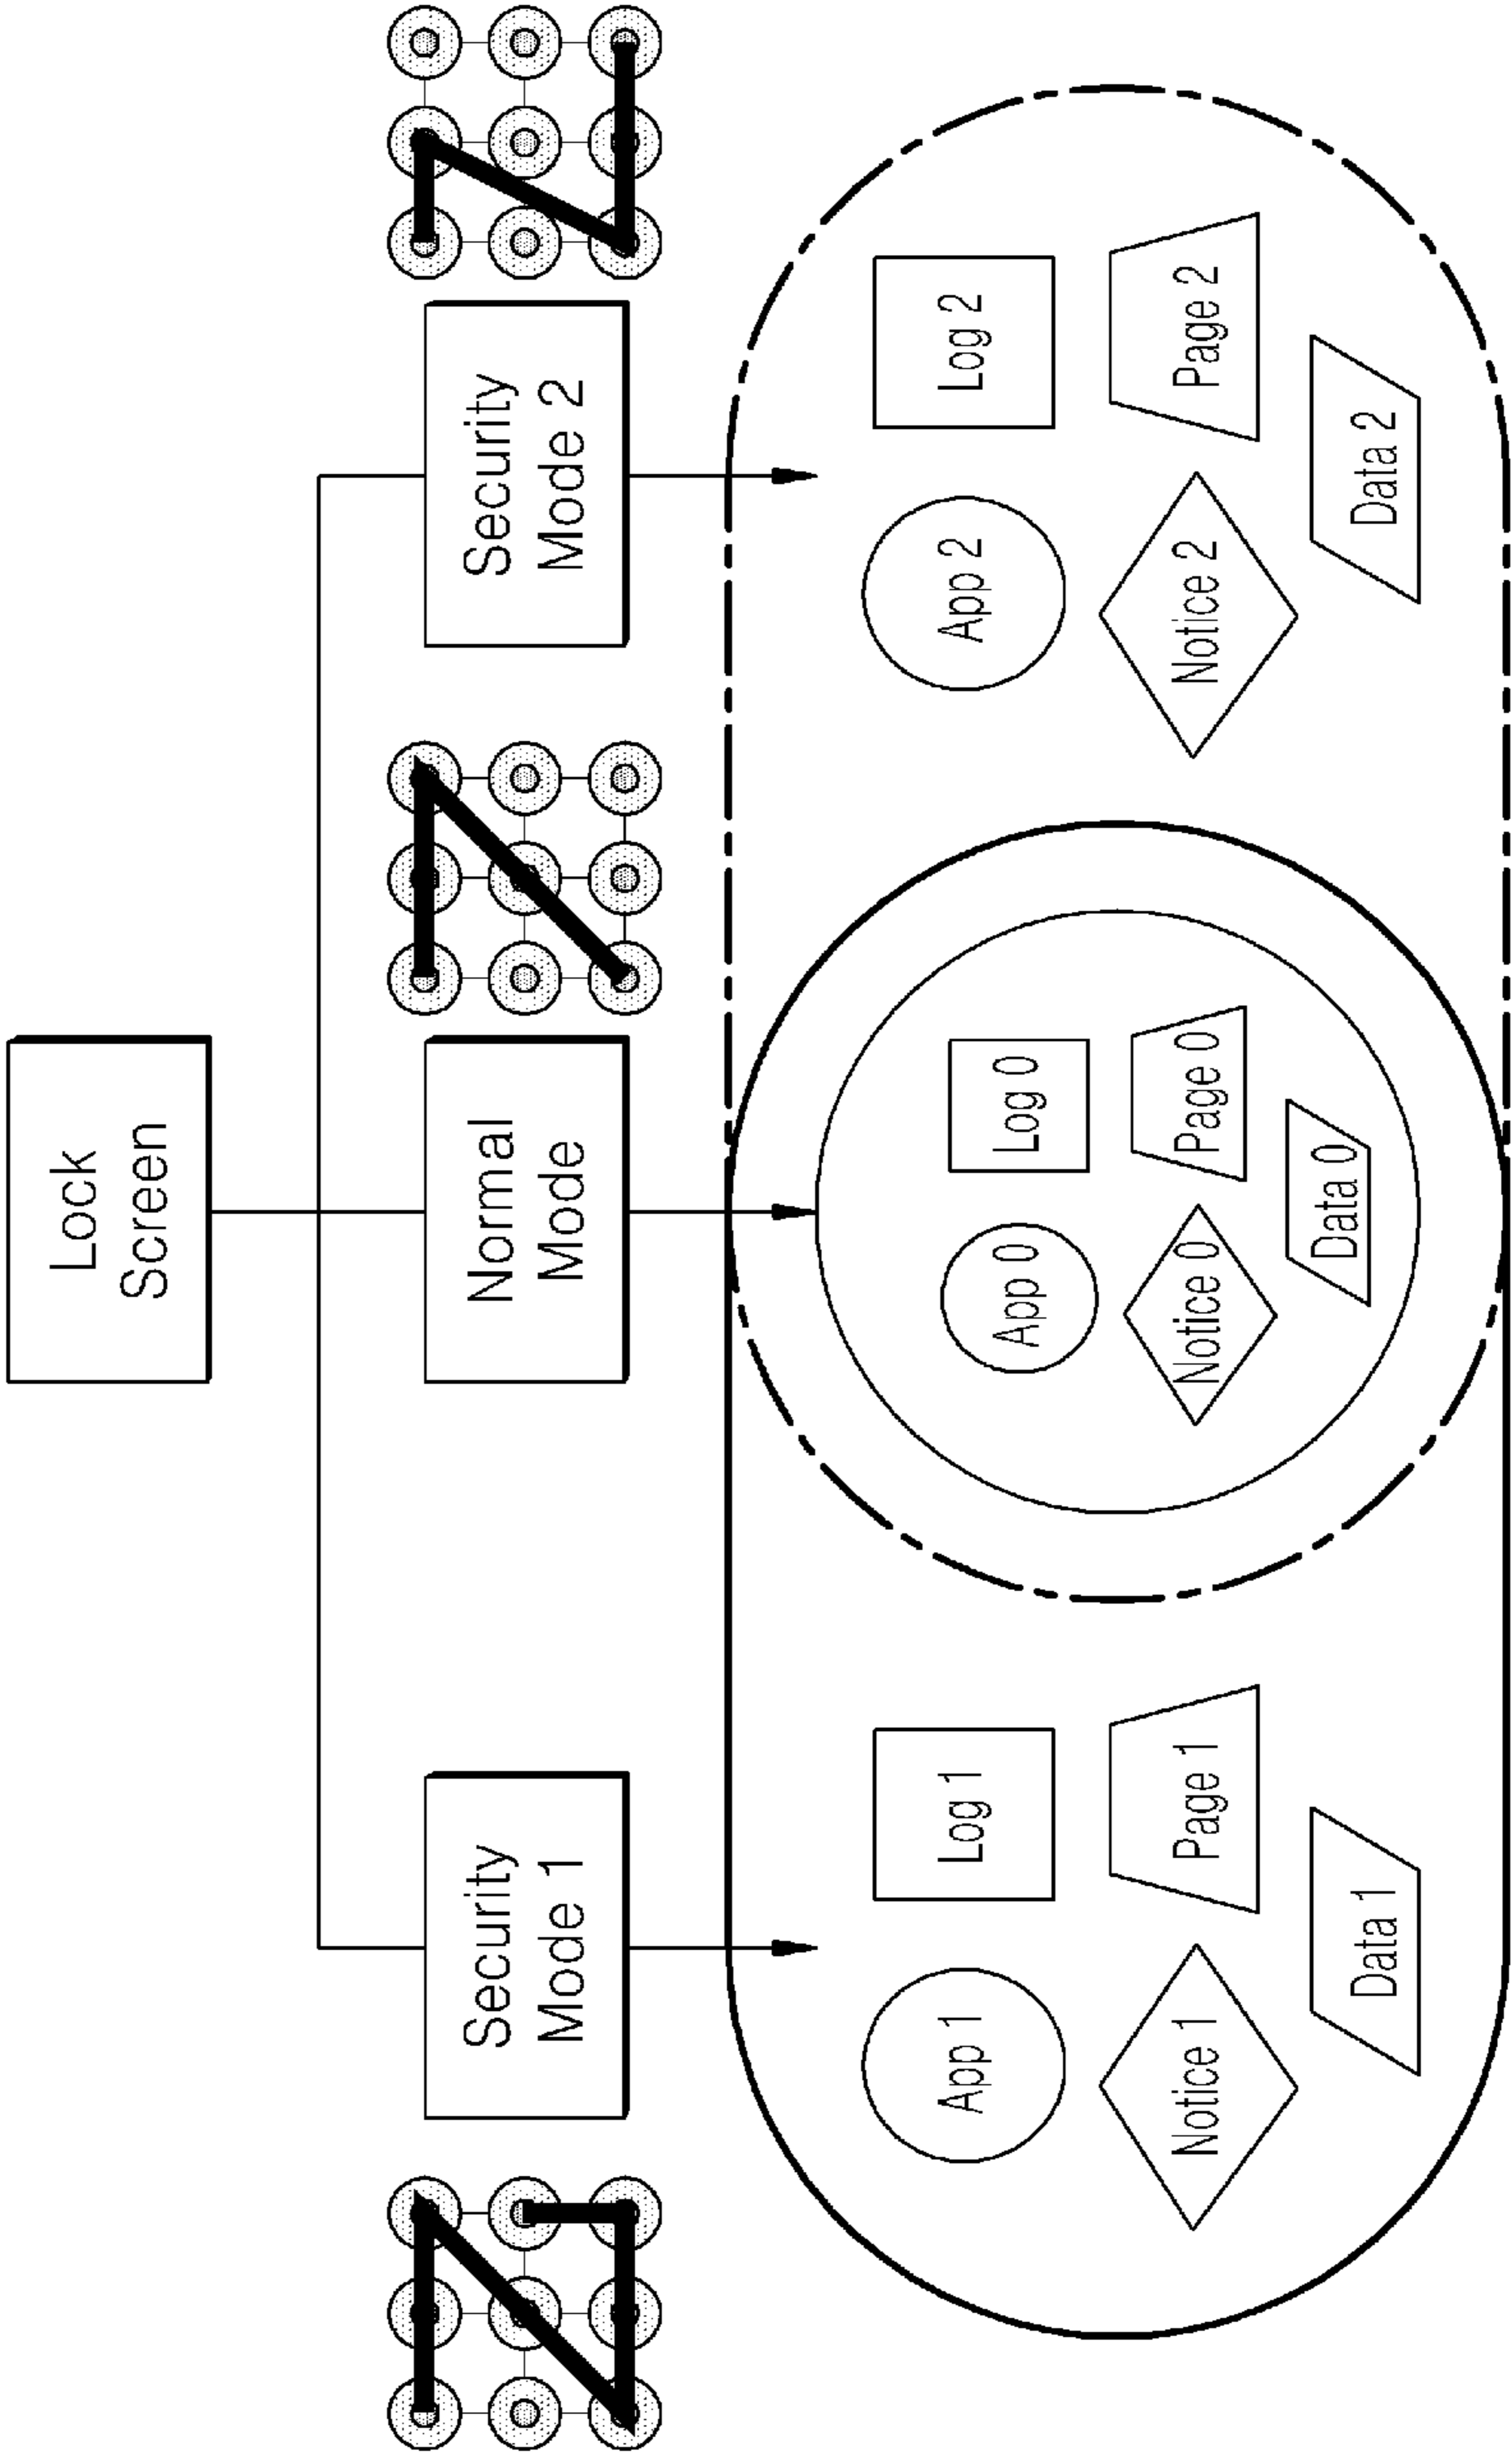 Lock
Screen
Security
Mode 1
Normal
Mode
Security
Mode 2
App 1
Log 1
Notice 1
Page 1
Data 1
App 0
Log 0
Notice 0
Page 0
Data 0
App 2
Log 2
Notice 2
Page 2
Data 2